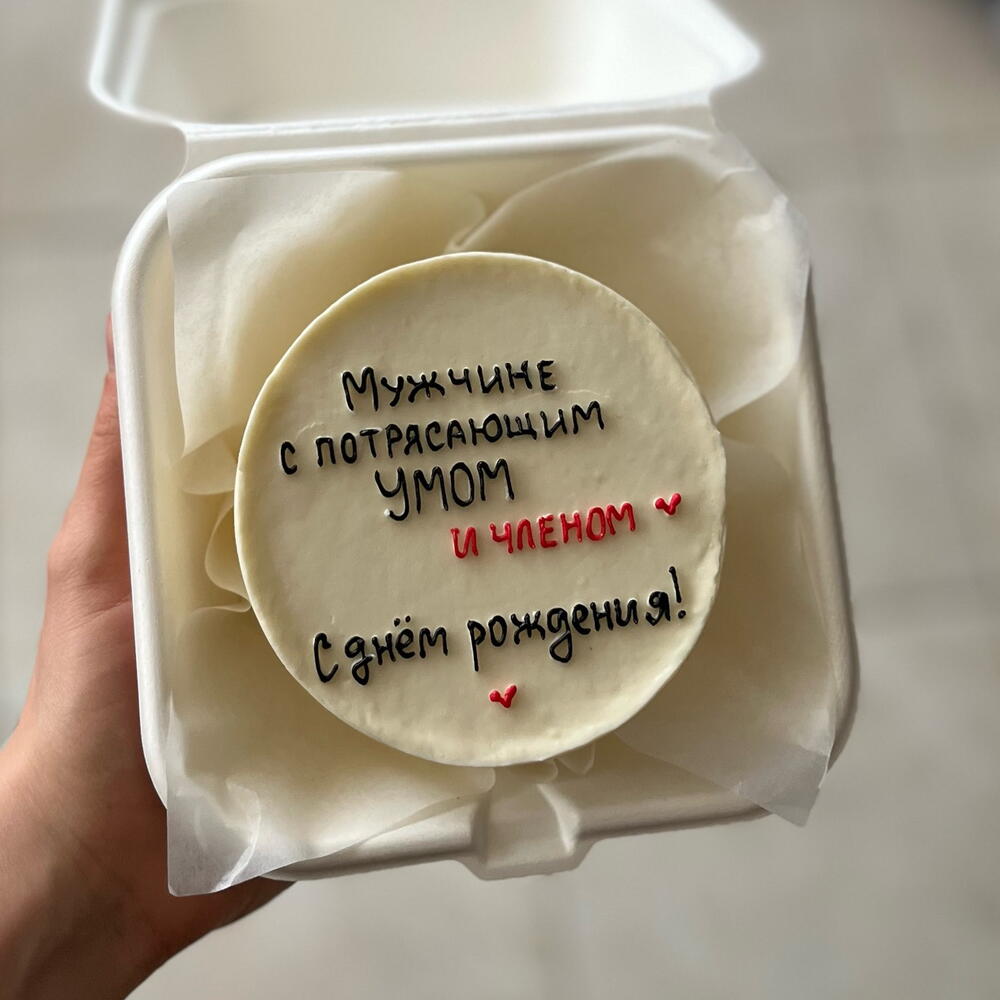 Мужчине
с потрясающим
умом
и членом
С днём рождения!